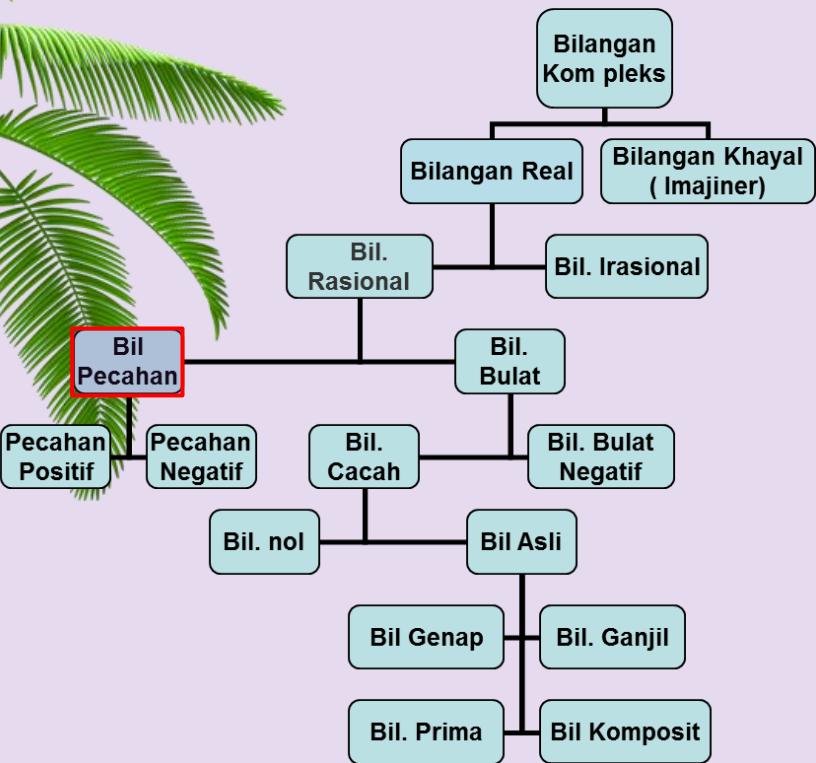 Bilangan
Kom pleks
Bilangan Real
Bilangan Khayal
( Imajiner)
Bil.
Rasional
Bil. Irasional
Bil
Pecahan
Bil.
Bulat
Pecahan
Positif
Pecahan
Negatif
Bil.
Cacah
Bil. Bulat
Negatif
Bil. nol
Bil Asli
Bil Genap
Bil. Ganjil
Bil. Prima
Bil Komposit